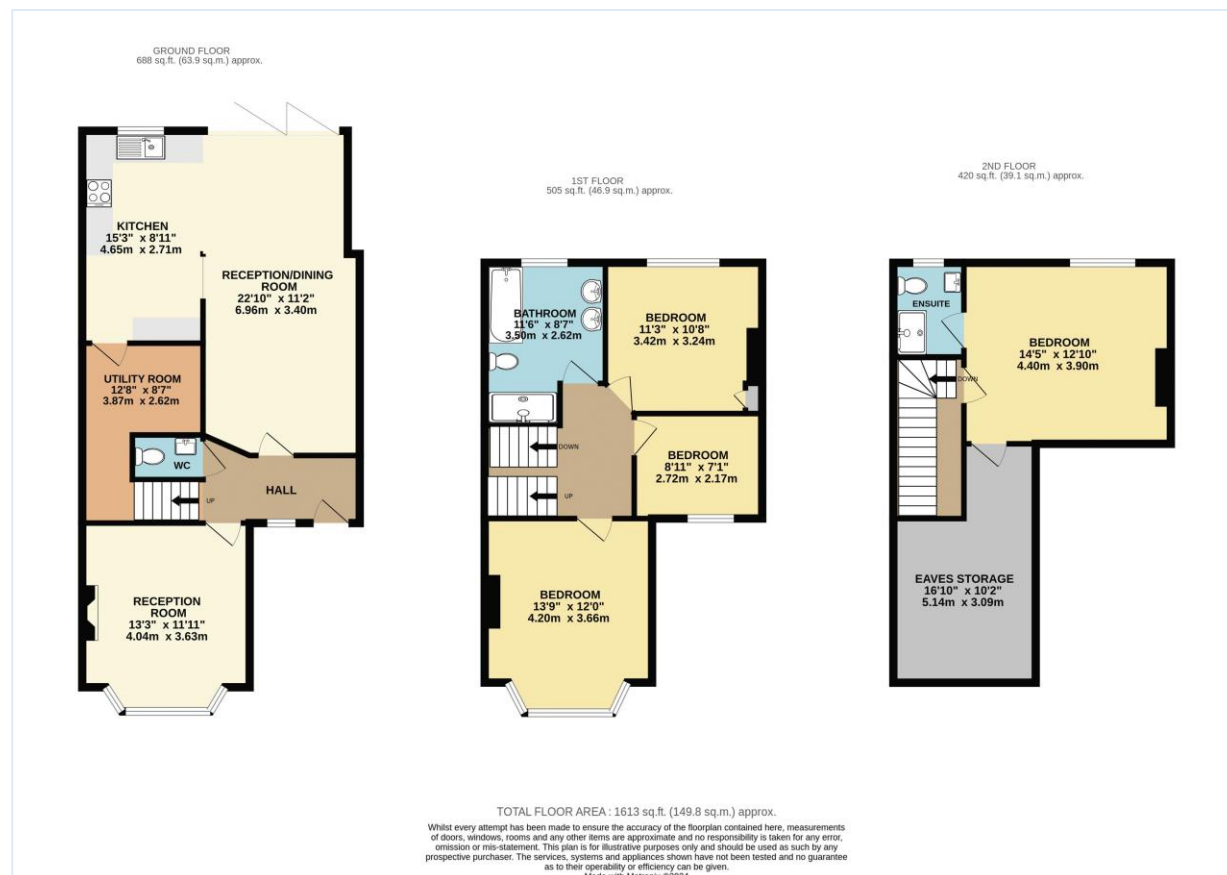 GROUND FLOOR
688 sq.ft. (63.9 sq.m.) approx.
KITCHEN
15'3" x 8'11"
4.65m x 2.71m
RECEPTION/DINING
ROOM
22'10" x 11'2"
6.96m x 3.40m
UTILITY ROOM
12'8" x 8'7"
3.87m x 2.62m
WC
UP
HALL
RECEPTION
ROOM
13'3" x 11'11"
4.04m x 3.63m
1ST FLOOR
505 sq.ft. (46.9 sq.m.) approx.
BATHROOM
11'6" x 8'7"
3.50m x 2.62m
BEDROOM
11'3" x 10'8"
3.42m x 3.24m
DOWN
BEDROOM
8'11" x 7'1"
2.72m x 2.17m
UP
BEDROOM
13'9" x 12'0"
4.20m x 3.66m
2ND FLOOR
420 sq.ft. (39.1 sq.m.) approx.
ENSUITE
BEDROOM
14'5" x 12'10"
4.40m x 3.90m
DOWN
EAVES STORAGE
16'10" x 10'2"
5.14m x 3.09m
TOTAL FLOOR AREA : 1613 sq.ft. (149.8 sq.m.) approx.
Whilst every attempt has been made to ensure the accuracy of the floorplan contained here, measurements
of doors, windows, rooms and any other items are approximate and no responsibility is taken for any error,
omission or mis-statement. This plan is for illustrative purposes only and should be used as such by any
prospective purchaser. The services, systems and appliances shown have not been tested and no guarantee
as to their operability or efficiency can be given.
Made with Metropix ©2024